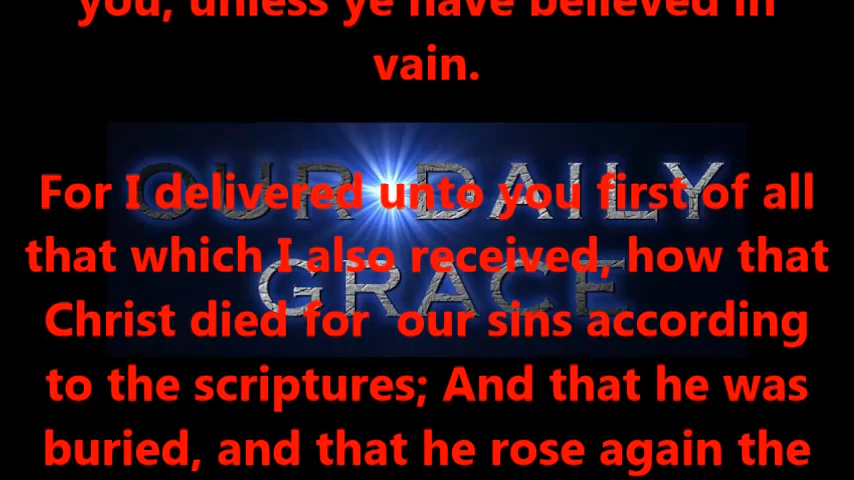 you, unless ye have believed in
vain.
OUR DAILY
GRACE
For I delivered unto you first of all
that which I also received, how that
Christ died for our sins according
to the scriptures; And that he was
buried, and that he rose again the